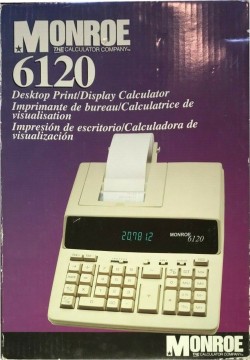 MONROE
THE CALCULATOR COMPANY
6120
Desktop Print/Display Calculator
Imprimante de bureau/Calculatrice de
visualisation
Impresión de escritorio/Calculadora de
visualización
207812
MONROE
6120
MONROE
THE CALCULATOR COMPANY